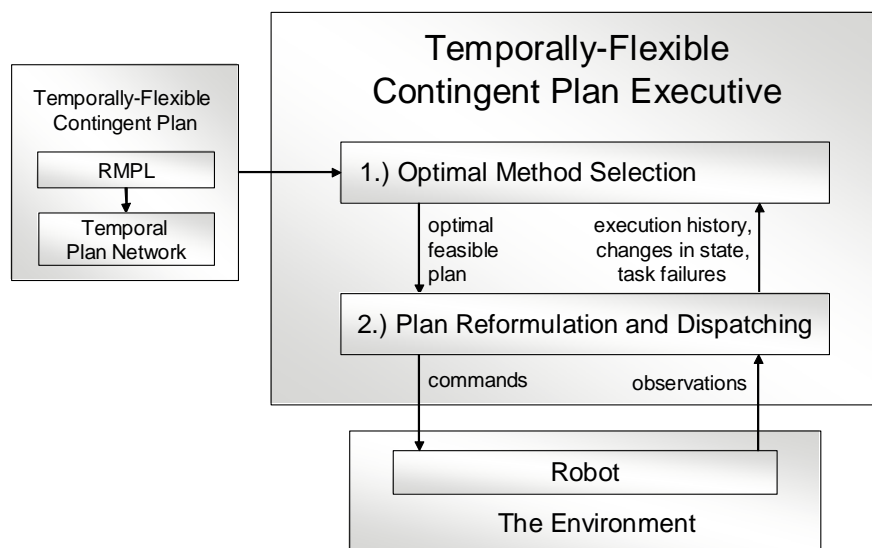 Temporally-Flexible
Contingent Plan
RMPL
Temporal
Plan Network
Temporally-Flexible
Contingent Plan Executive
1.) Optimal Method Selection
optimal
feasible
plan
execution history,
changes in state,
task failures
2.) Plan Reformulation and Dispatching
commands
observations
Robot
The Environment